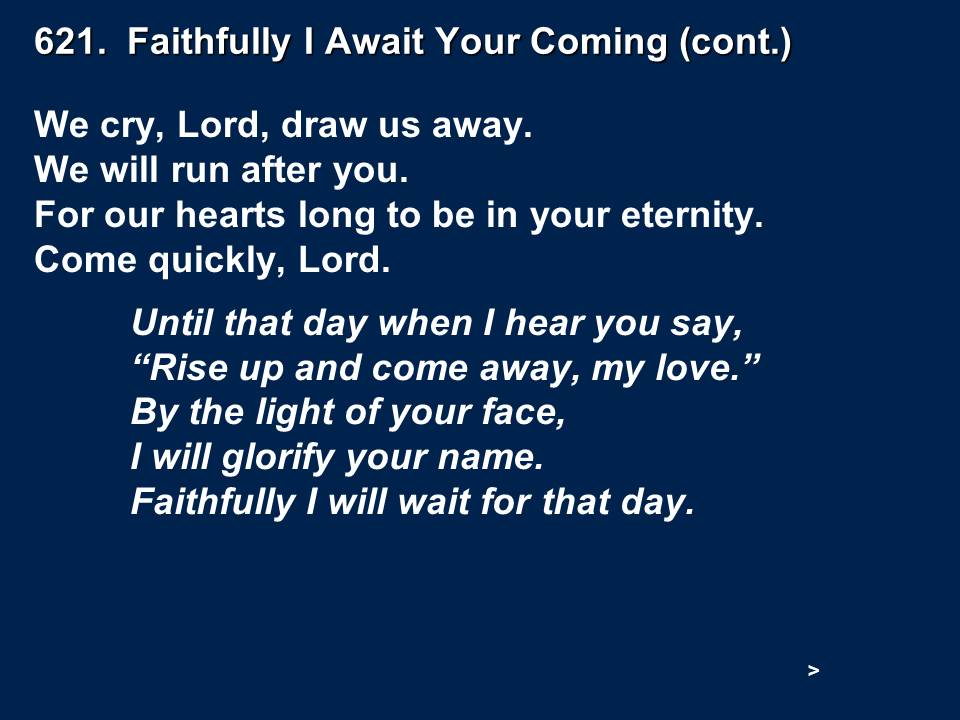 621.  Faithfully I Await Your Coming (cont.)
We cry, Lord, draw us away.
We will run after you.
For our hearts long to be in your eternity.
Come quickly, Lord.
Until that day when I hear you say,
“Rise up and come away, my love.”
By the light of your face,
I will glorify your name.
Faithfully I will wait for that day.
>